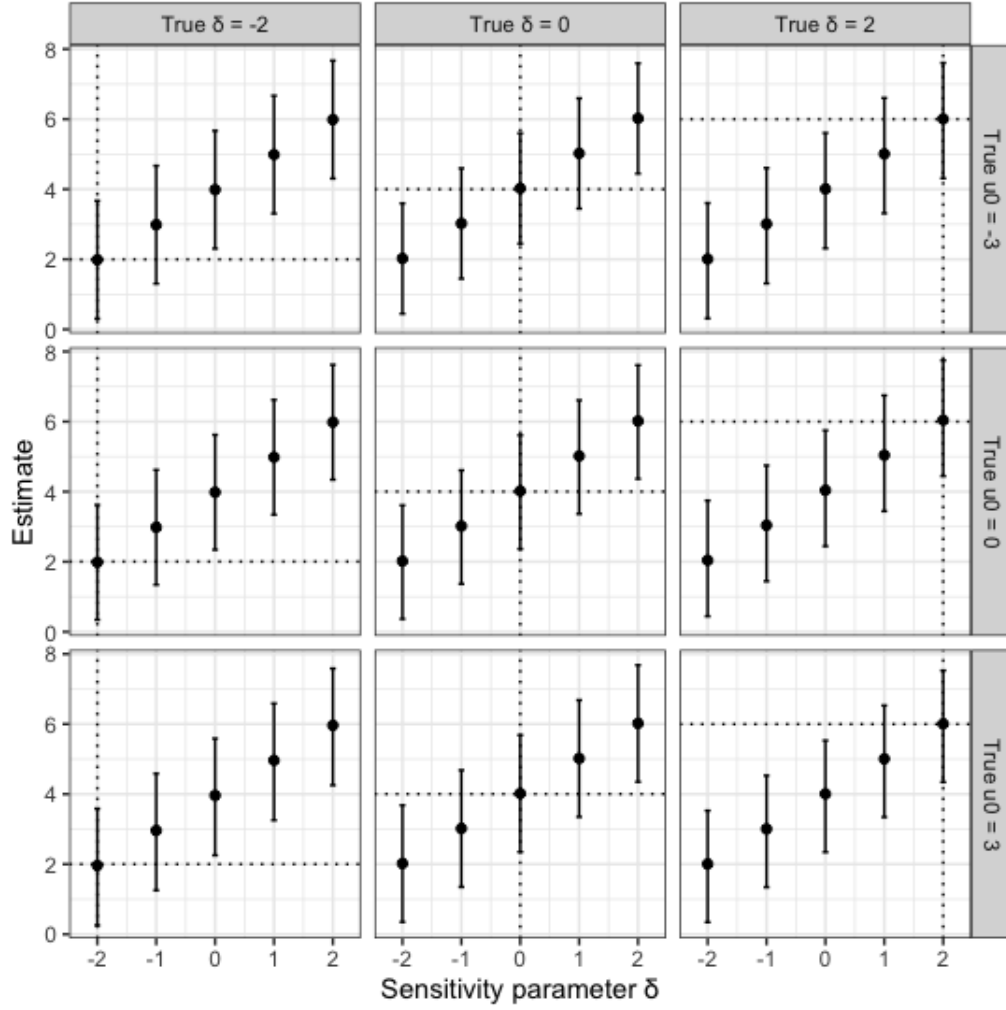 True δ = -2
True δ = 0
True δ = 2
8
6
4
2
0
True u0 = -3
8
6
4
2
0
True u0 = 0
8
6
4
2
0
True u0 = 3
Estimate
-2 -1 0 1 2
-2 -1 0 1 2
-2 -1 0 1 2
Sensitivity parameter δ